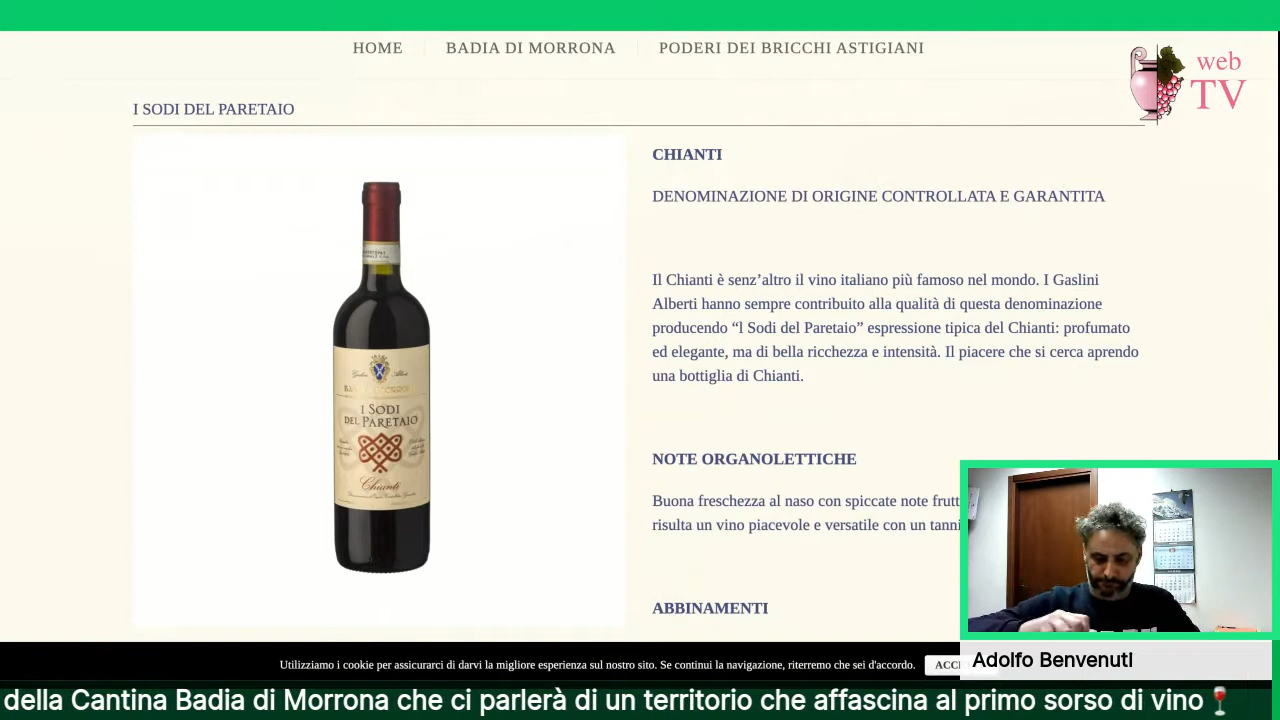 HOME
BADIA DI MORRONA
PODERI DEI BRICCHI ASTIGIANI
web
TV
I SODI DEL PARETAIO
CHIANTI
DENOMINAZIONE DI ORIGINE CONTROLLATA E GARANTITA
Il Chianti è senz’altro il vino italiano più famoso nel mondo. I Gaslini
Alberti hanno sempre contribuito alla qualità di questa denominazione
producendo “l Sodi del Paretaio” espressione tipica del Chianti: profumato
ed elegante, ma di bella ricchezza e intensità. Il piacere che si cerca aprendo
una bottiglia di Chianti.
I SODI
DEL PARETAIO
Chianti
NOTE ORGANOLETTICHE
Buona freschezza al naso con spiccate note frutt
risulta un vino piacevole e versatile con un tanni
ABBINAMENTI
Utilizziamo i cookie per assicurarci di darvi la migliore esperienza sul nostro sito. Se continui la navigazione, riterremo che sei d'accordo.
ACC
Adolfo Benvenuti
della Cantina Badia di Morrona che ci parlerà di un territorio che affascina al primo sorso di vino🍷